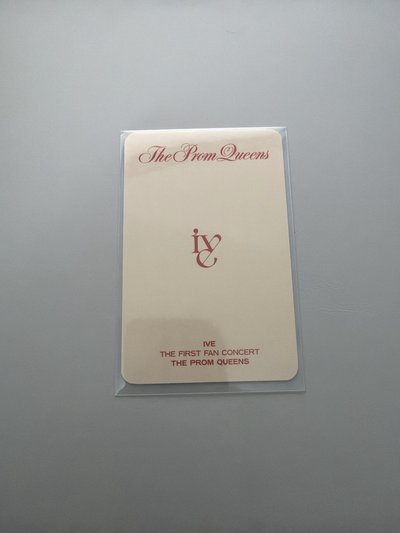 The Prom Queens
ive
IVE
THE FIRST FAN CONCERT
THE PROM QUEENS